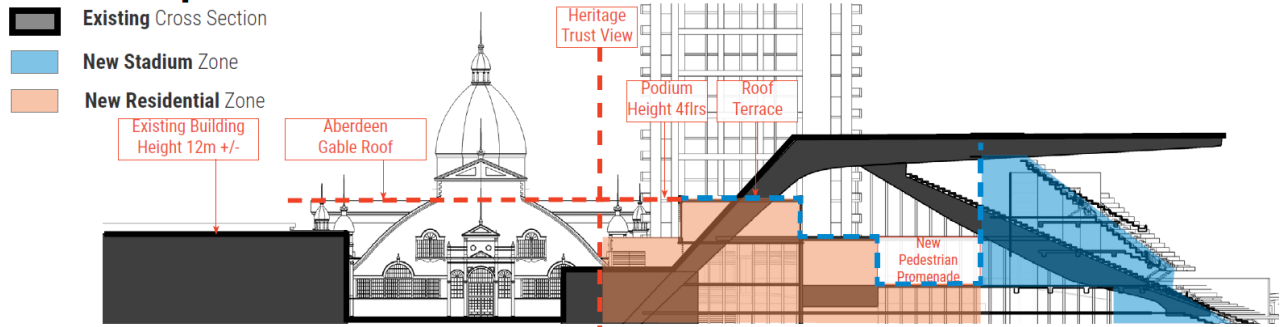 Existing Cross Section
New Stadium Zone
New Residential Zone
Heritage
Trust View
Existing Building
Height 12m +/-
Aberdeen
Gable Roof
Podium
Height 4flrs
Roof
Terrace
New
Pedestrian
Promenade